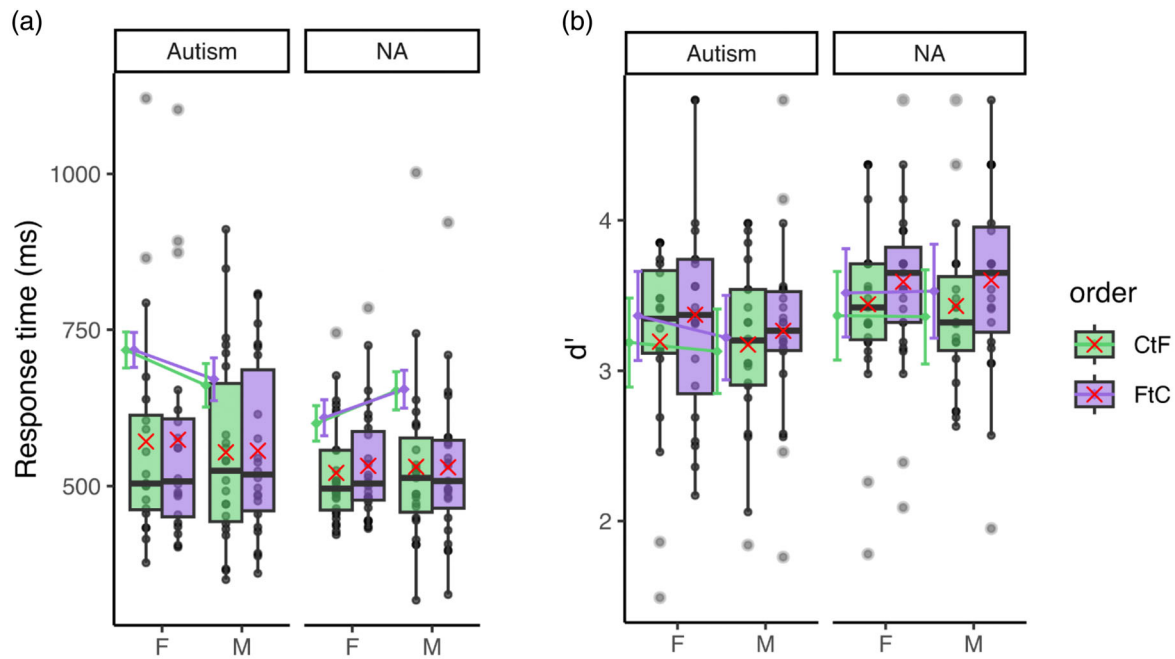 (a)
Autism
NA
Response time (ms)
1000
750
500
F
M
F
M
(b)
Autism
NA
d'
4
3
2
F
M
F
M
order
CtF
FtC